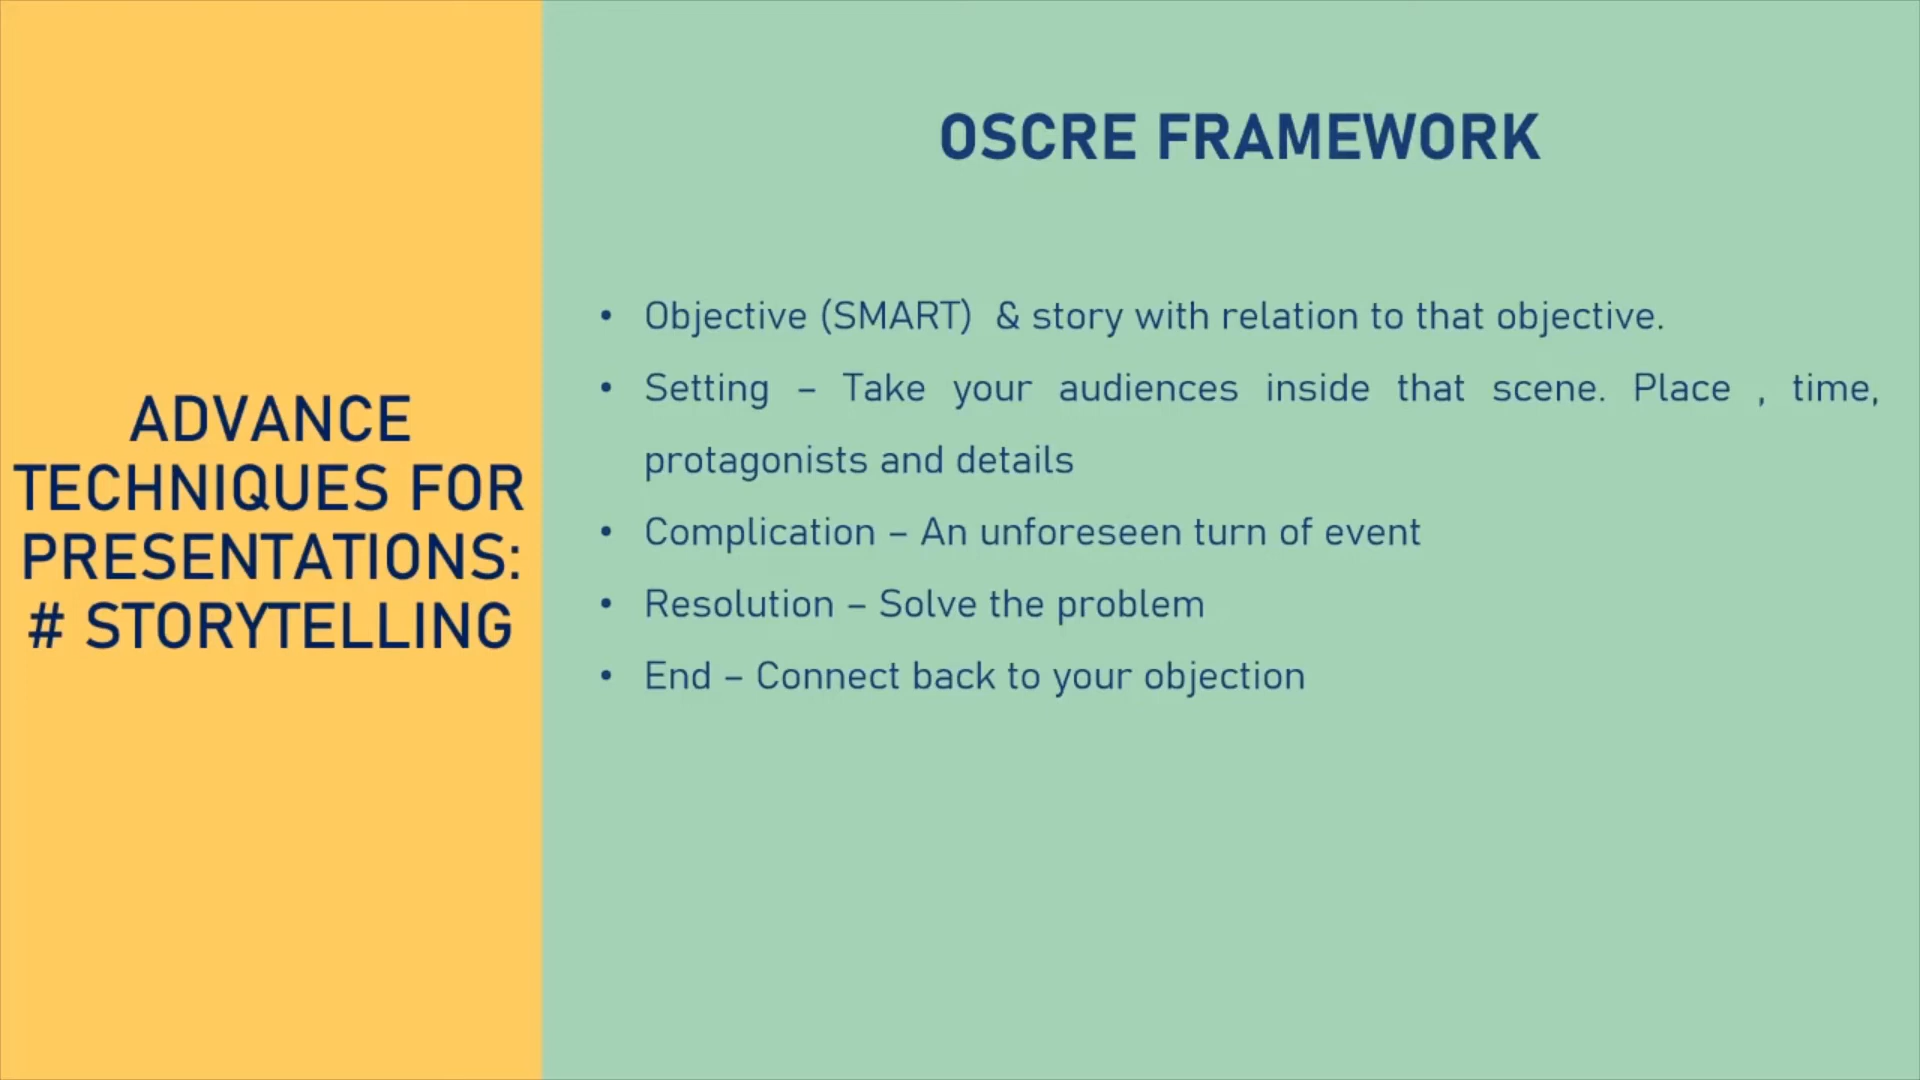 ADVANCE
TECHNIQUES FOR
PRESENTATIONS:
# STORYTELLING
OSCRE FRAMEWORK
• Objective (SMART) & story with relation to that objective.
• Setting – Take your audiences inside that scene. Place , time,
protagonists and details
• Complication – An unforeseen turn of event
• Resolution – Solve the problem
• End – Connect back to your objection